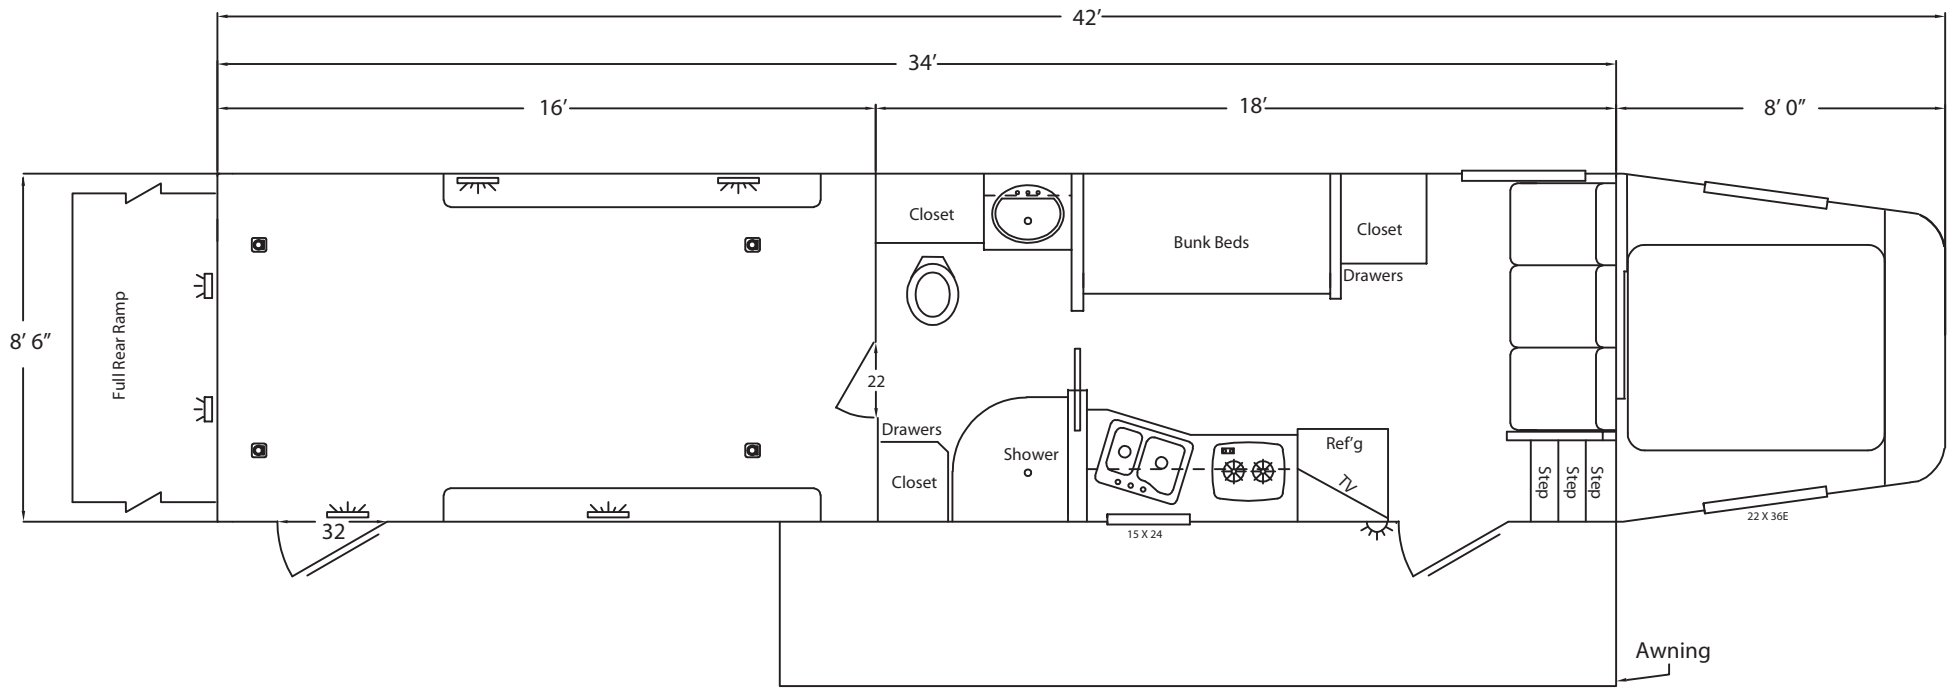 42’
34’
16’
18’
8’ 0”
8’ 6”
Full Rear Ramp
Closet
Bunk Beds
Closet
Drawers
22
Drawers
Closet
Shower
Ref’g
TV
Step
Step
Step
32
15 X 24
22 X 36E
Awning